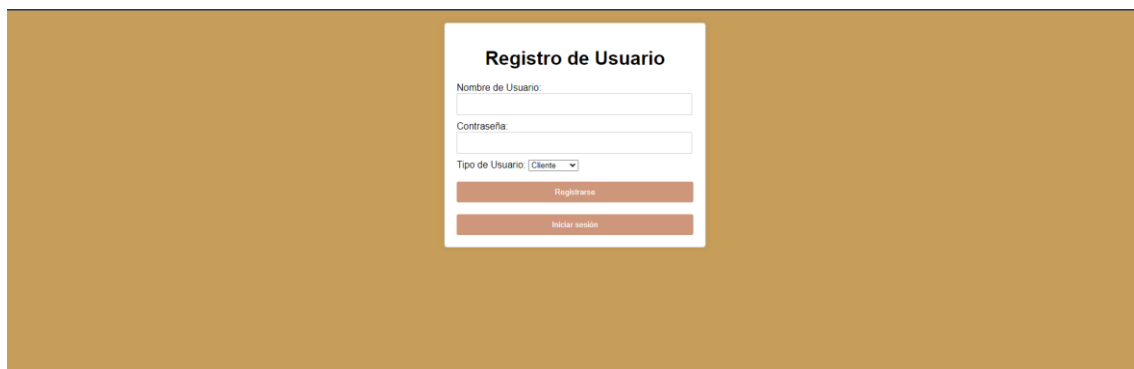 Registro de Usuario
Nombre de Usuario:
Contraseña:
Tipo de Usuario: Cliente
Registrarse
Iniciar sesión